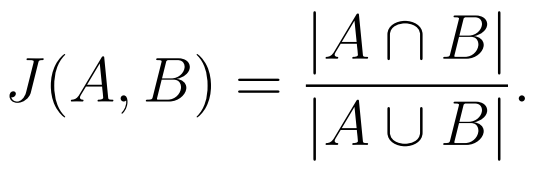 J(A, B) = |A ∩ B| / |A ∪ B|.